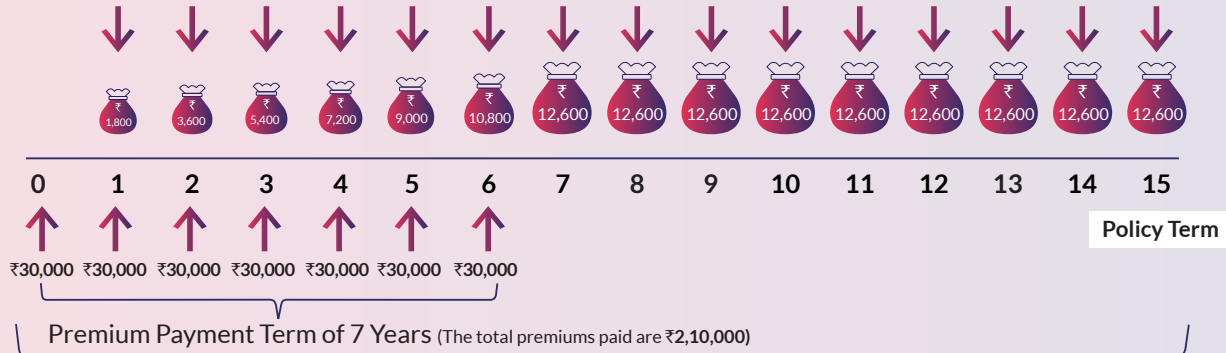 ₹ 1,800 ₹ 3,600 ₹ 5,400 ₹ 7,200 ₹ 9,000 ₹ 10,800 ₹ 12,600 ₹ 12,600 ₹ 12,600 ₹ 12,600 ₹ 12,600 ₹ 12,600 ₹ 12,600 ₹ 12,600 ₹ 12,600
0 1 2 3 4 5 6 7 8 9 10 11 12 13 14 15
Policy Term
₹30,000 ₹30,000 ₹30,000 ₹30,000 ₹30,000 ₹30,000 ₹30,000
Premium Payment Term of 7 Years (The total premiums paid are ₹2,10,000)